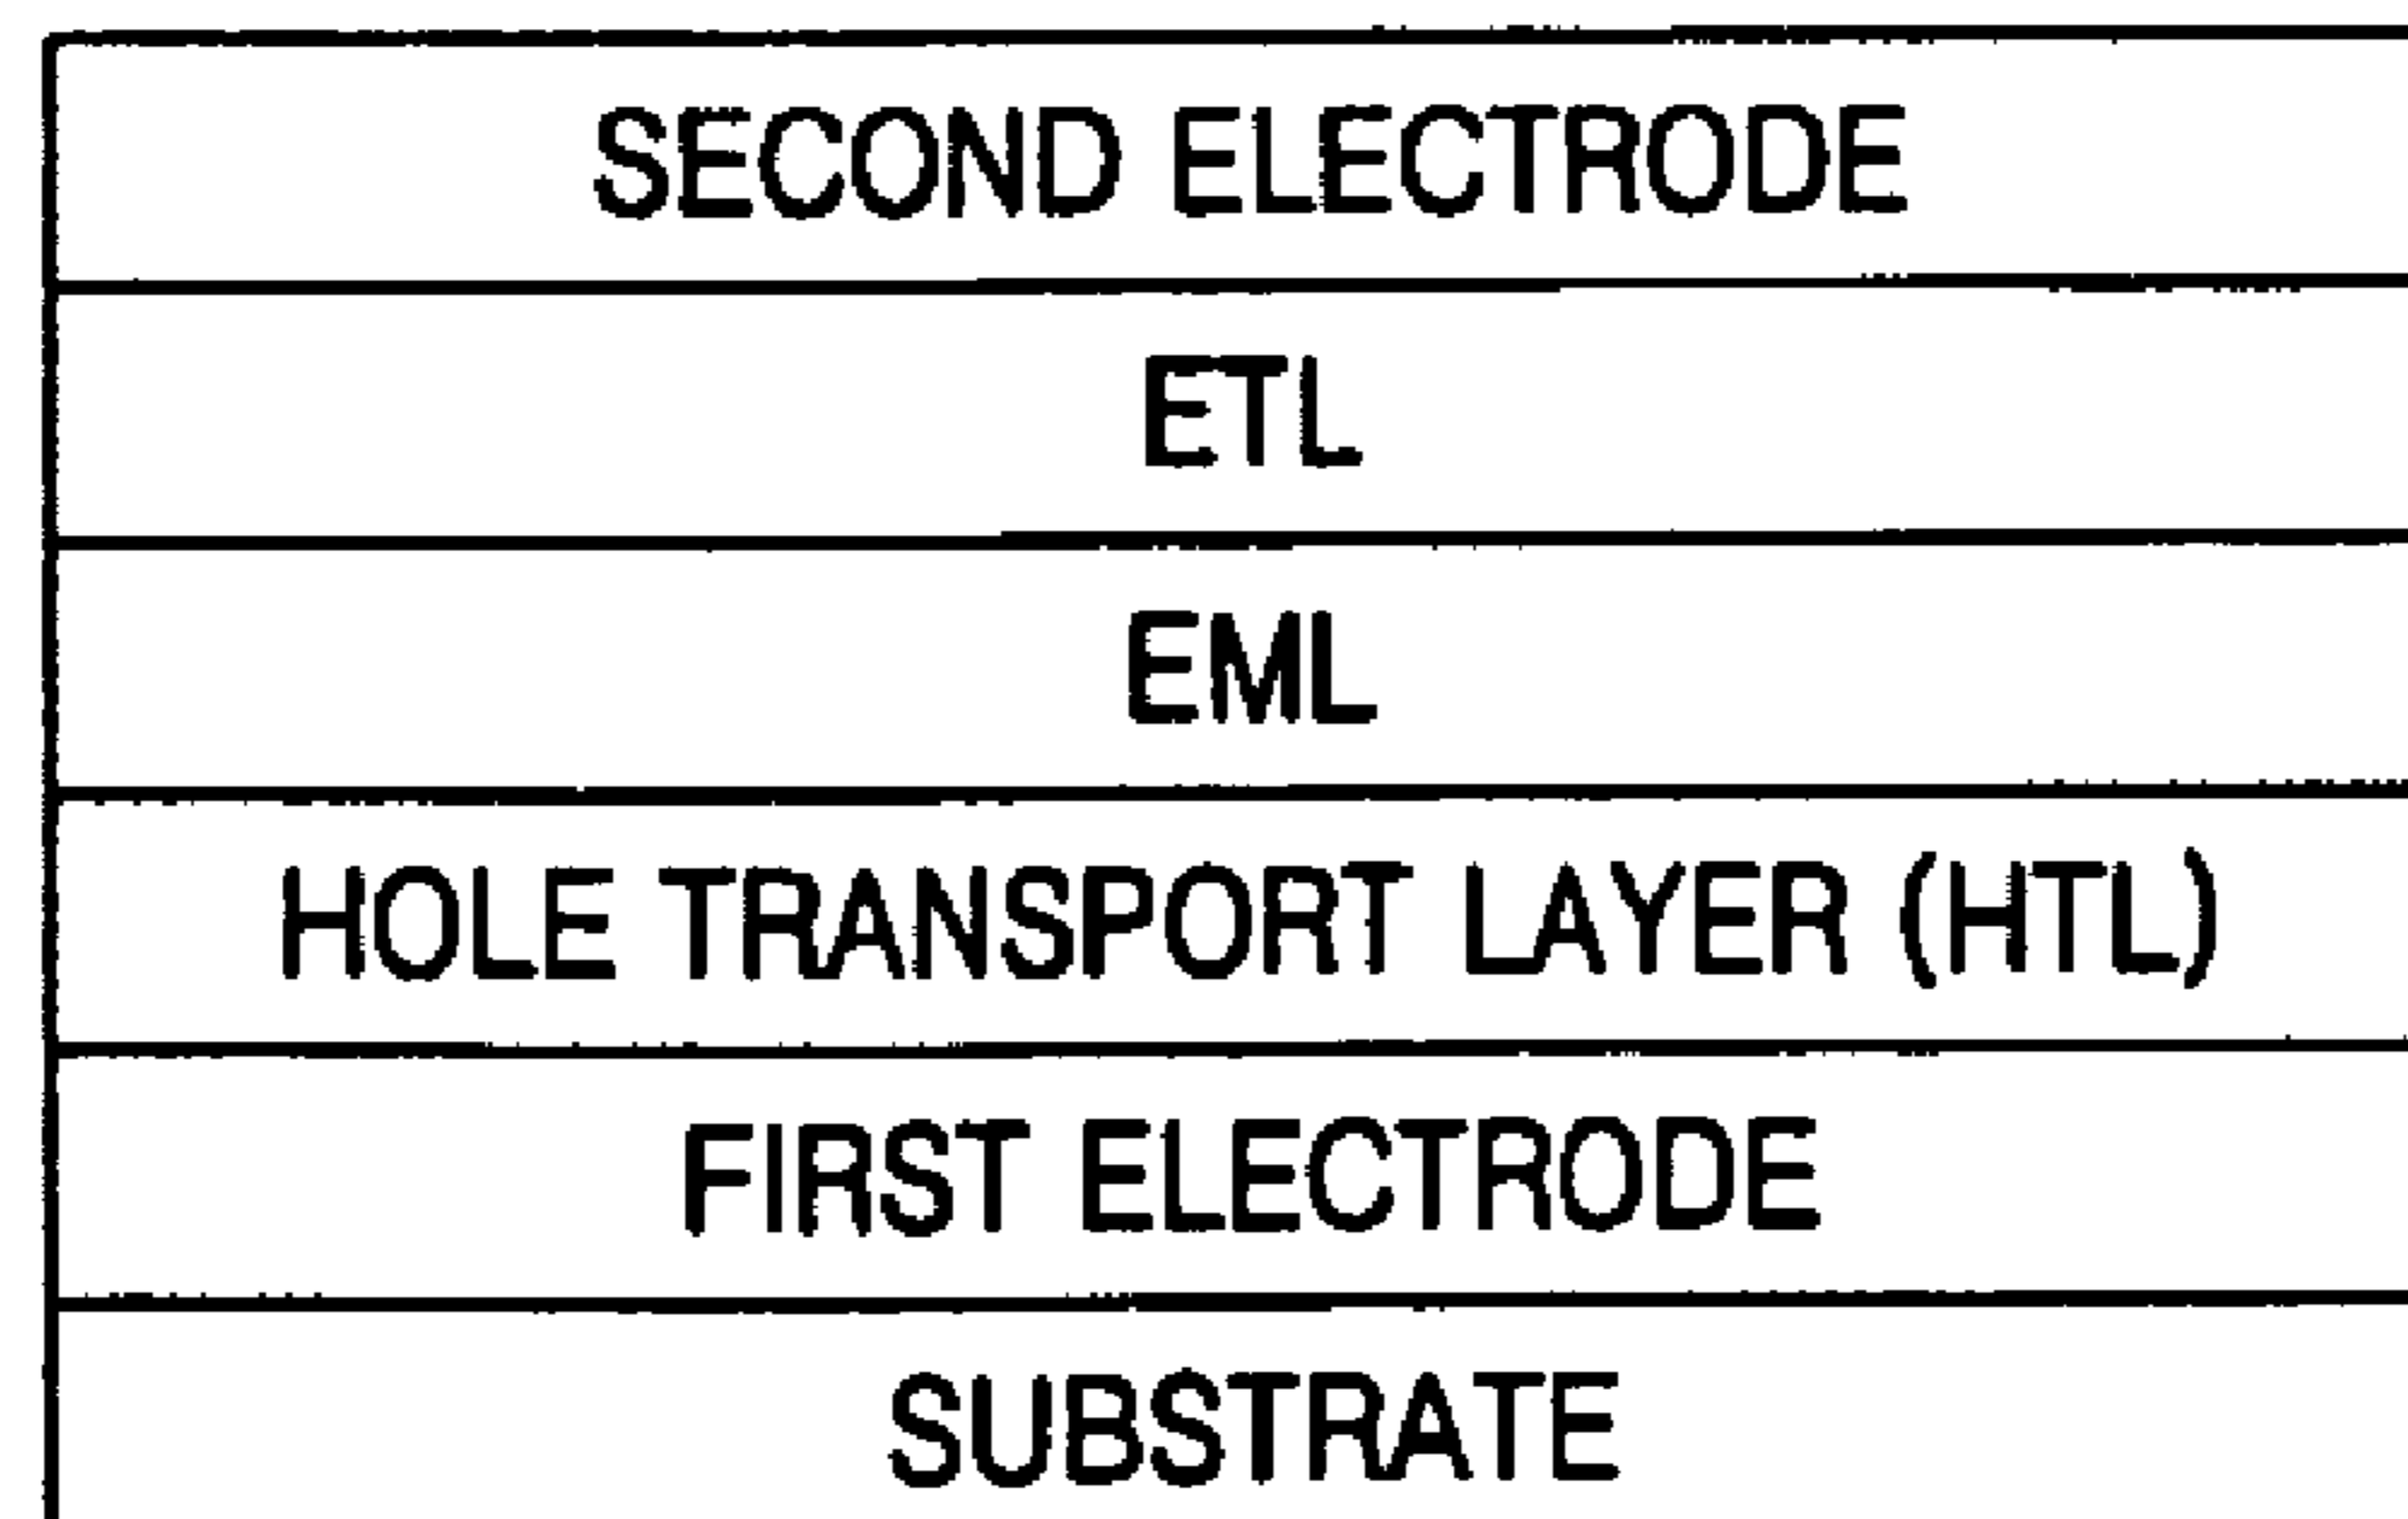 SECOND ELECTRODE
ETL
EML
HOLE TRANSPORT LAYER (HTL)
FIRST ELECTRODE
SUBSTRATE